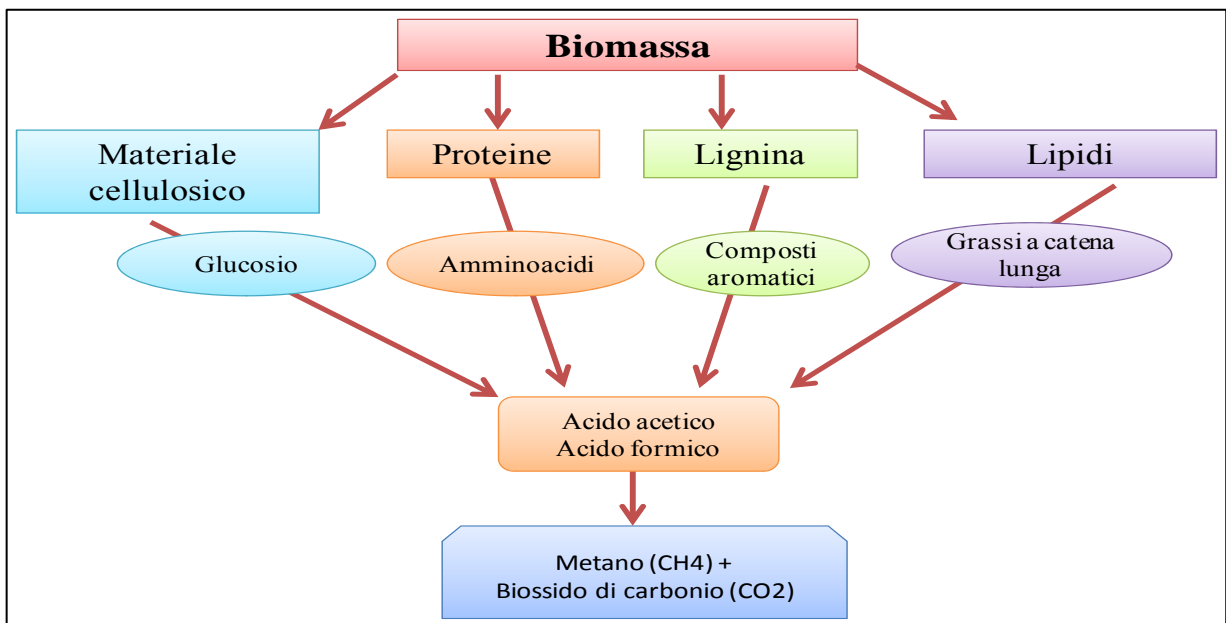 Biomassa
Materiale
cellulosico
Proteine
Lignina
Lipidi
Glucosio
Amminoacidi
Composti
aromatici
Grassi a catena
lunga
Acido acetico
Acido formico
Metano (CH4) +
Biossido di carbonio (CO2)